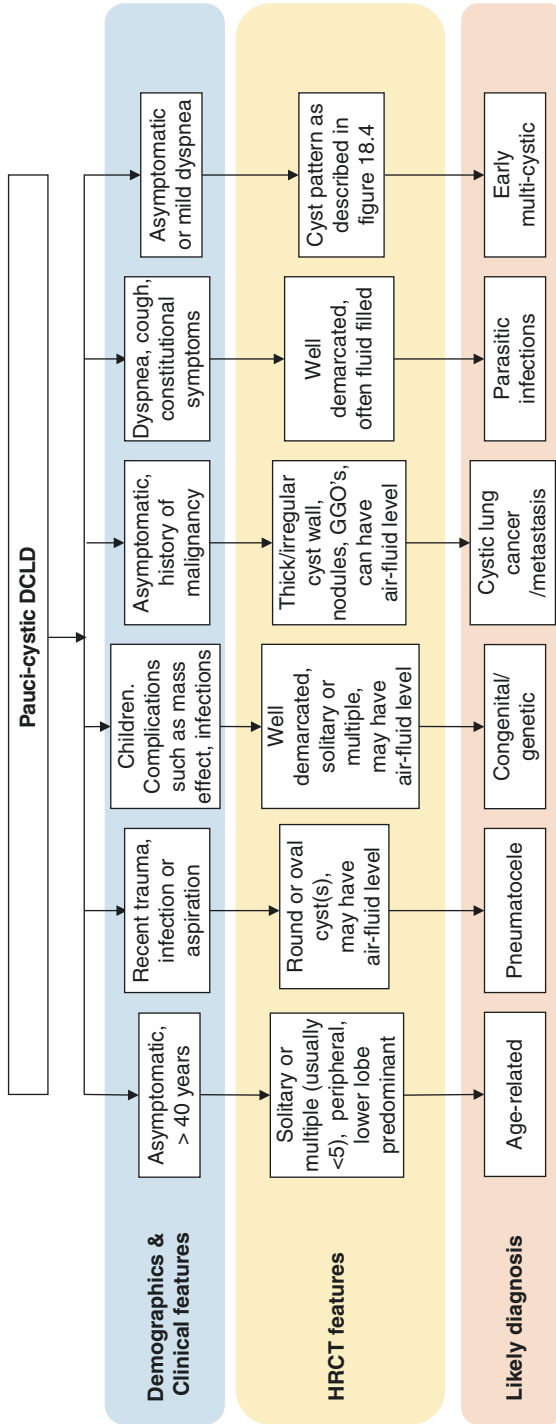 Pauci-cystic DCLD
Demographics &
Clinical features
Asymptomatic,
> 40 years
Recent trauma,
infection or
aspiration
Children.
Complications
such as mass
effect, infections
Asymptomatic,
history of
malignancy
Dyspnea, cough,
constitutional
symptoms
Asymptomatic
or mild dyspnea
HRCT features
Solitary or
multiple (usually
<5), peripheral,
lower lobe
predominant
Round or oval
cyst(s),
may have
air-fluid level
Well
demarcated,
solitary or
multiple,
may have
air-fluid level
Thick/irregular
cyst wall,
nodules, GGO's,
can have
air-fluid level
Well
demarcated,
often fluid filled
Cyst pattern as
described in
figure 18.4
Likely diagnosis
Age-related
Pneumatocele
Congenital/
genetic
Cystic lung
cancer
/metastasis
Parasitic
infections
Early
multi-cystic